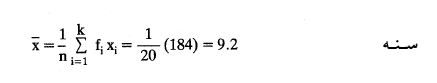 x̄ = 1/n Σ_{i=1}^{k} f_i x_i = 1/20 (184) = 9.2 سنه